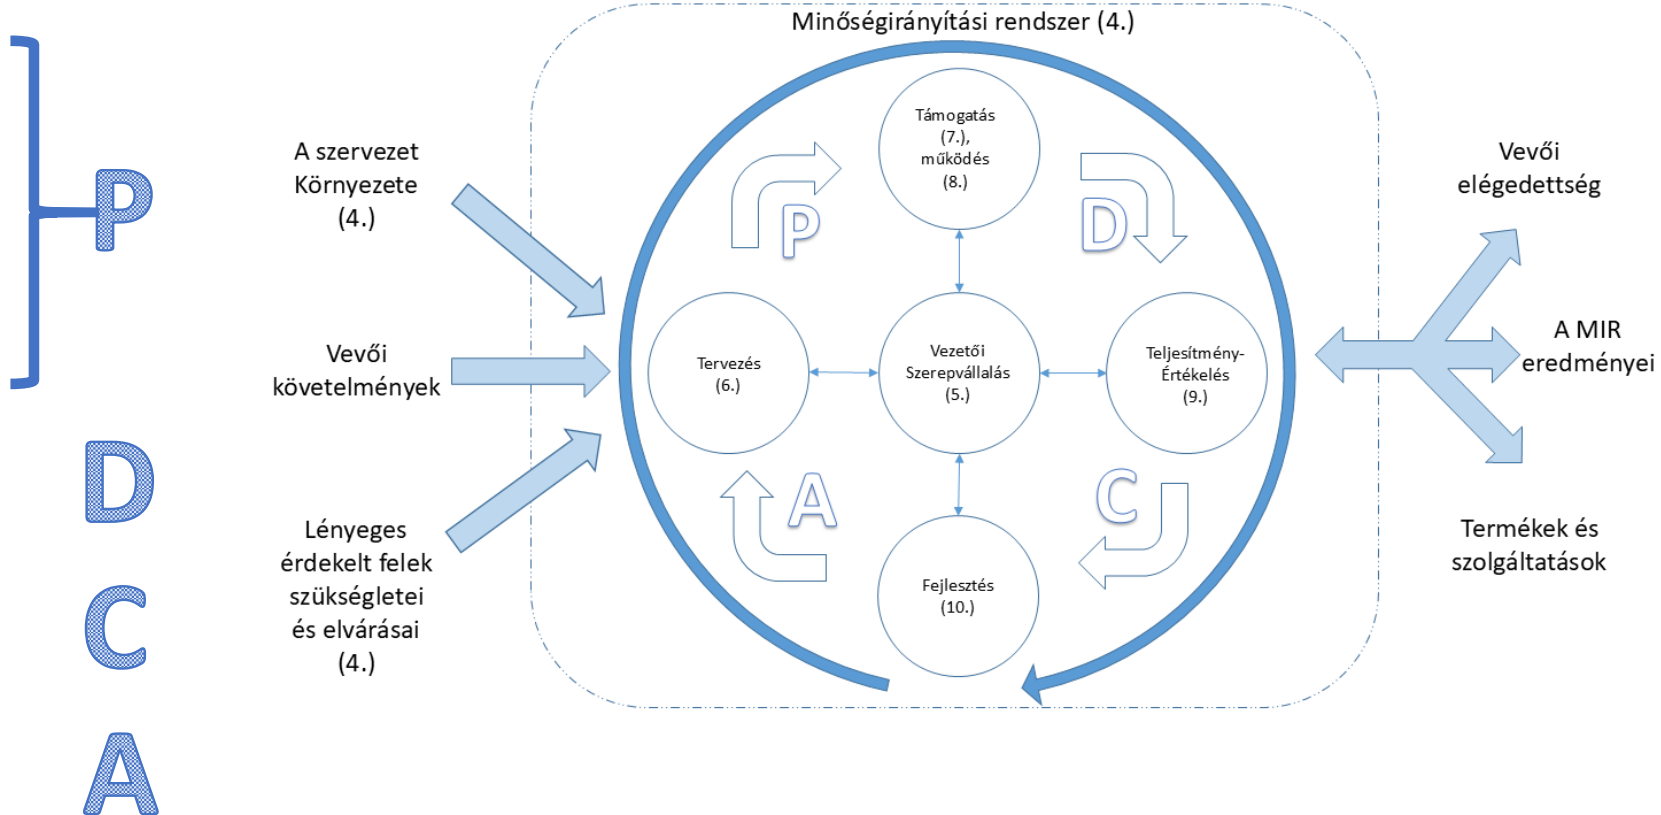 Minőségirányítási rendszer (4.)
P
D
C
A
A szervezet
Környezete
(4.)
Vevői
követelmények
Lényeges
érdekelt felek
szükségletei
és elvárásai
(4.)
Támogatás
(7.),
működés
(8.)
P
D
Tervezés
(6.)
Vezetői
Szerepvállalás
(5.)
Teljesítmény-
Értékelés
(9.)
A
C
Fejlesztés
(10.)
Vevői
elégedettség
A MIR
eredményei
Termékek és
szolgáltatások